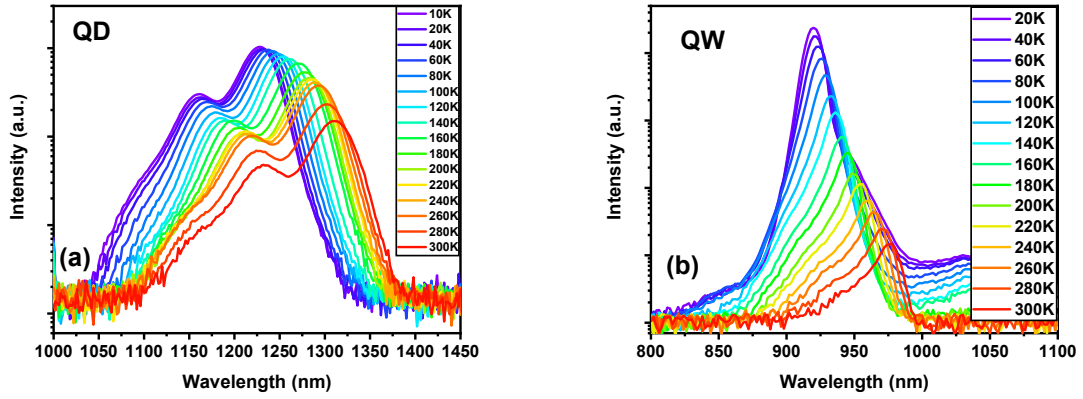 QD
10K
20K
40K
60K
80K
100K
120K
140K
160K
180K
200K
220K
240K
260K
280K
300K
Intensity (a.u.)
(a)
1000 1050 1100 1150 1200 1250 1300 1350 1400 1450
Wavelength (nm)
QW
20K
40K
60K
80K
100K
120K
140K
160K
180K
200K
220K
240K
260K
280K
300K
Intensity (a.u.)
(b)
800 850 900 950 1000 1050 1100
Wavelength (nm)